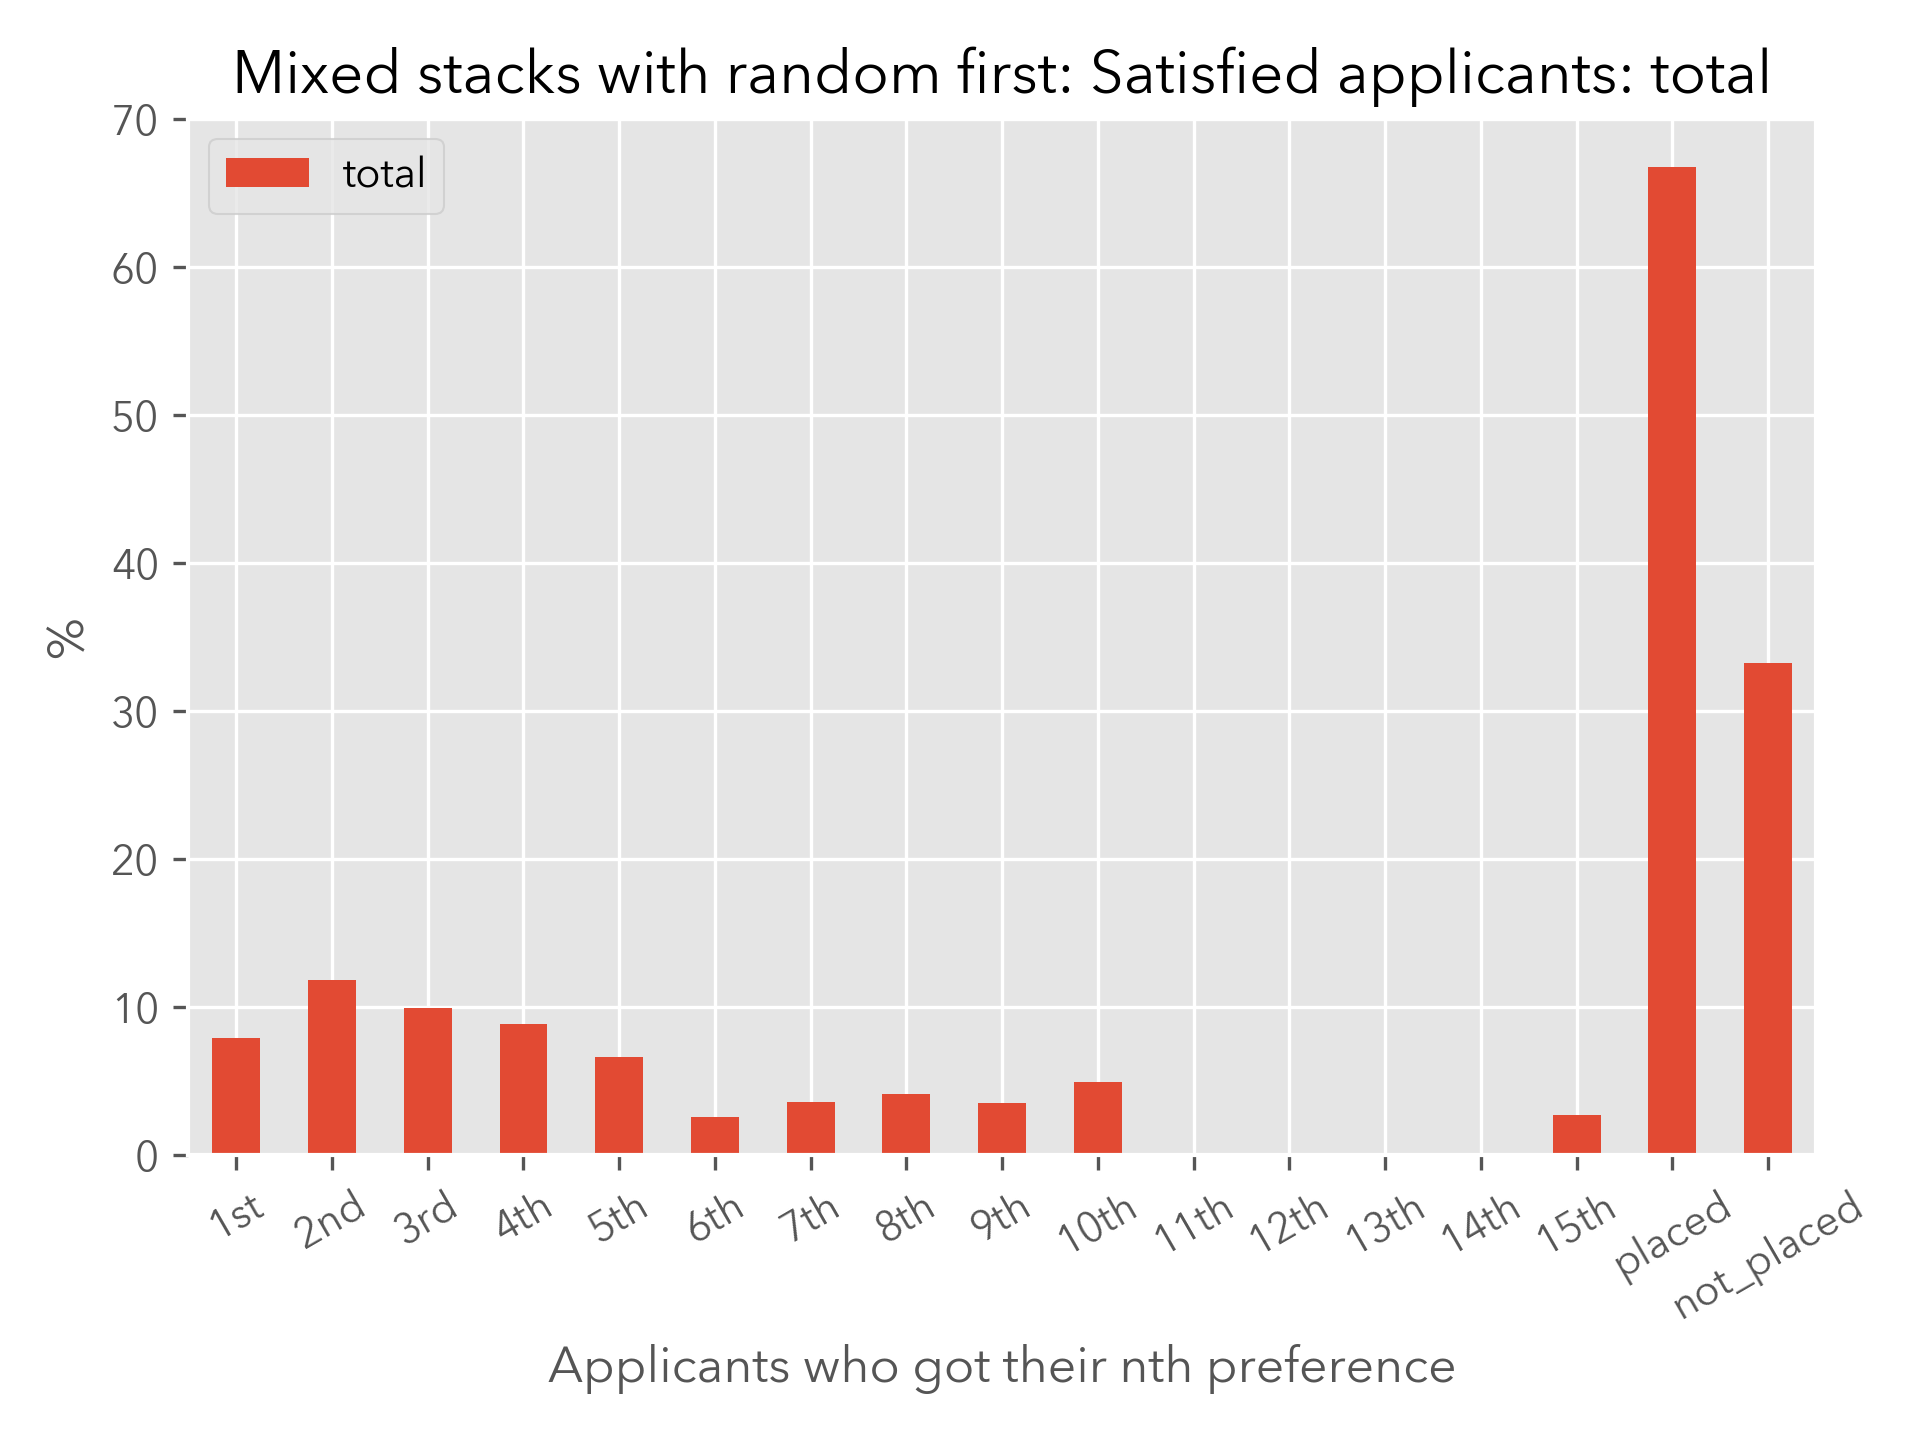 Mixed stacks with random first: Satisfied applicants: total
total
70
60
50
40
30
20
10
0
%
1st
2nd
3rd
4th
5th
6th
7th
8th
9th
10th
11th
12th
13th
14th
15th
placed
not_placed
Applicants who got their nth preference